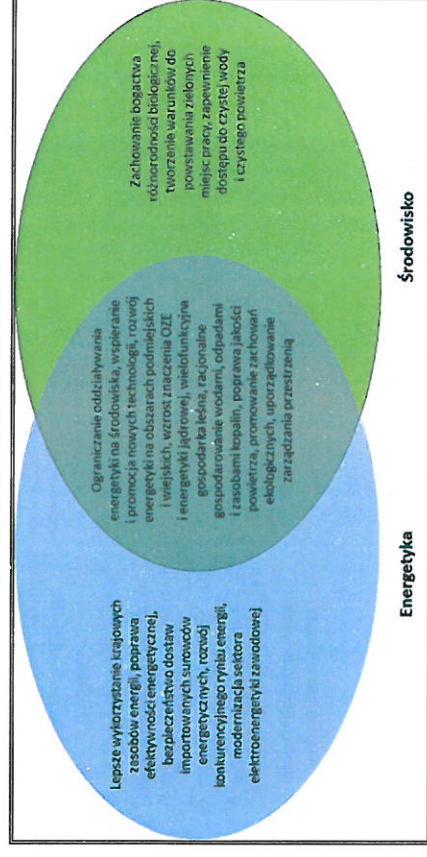 Lepsze wykorzystanie krajowych
zasobów energii, poprawa
efektywności energetycznej,
bezpieczeństwo dostaw
importowanych surowców
energetycznych, rozwój
konkurencyjnego rynku energii,
modernizacja sektora
elektroenergetyki zawodowej
Ograniczanie oddziaływania
energetyki na środowiska, wspieranie
i promocja nowych technologii, rozwój
energetyki na obszarach podmiejskich
i wiejskich, wzrost znaczenia OZE
i energetyki jądrowej, wielofunkcyjna
gospodarka leśna, racjonalne
gospodarowanie wodami, odpadami
i zasobami kopalin, poprawa jakości
powietrza, promowanie zachowań
ekologicznych, uporządkowanie
zarządzania przestrzenią
Zachowanie bogactwa
różnorodności biologicznej,
tworzenie warunków do
powstawania zielonych
miejsc pracy, zapewnienie
dostępu do czystej wody
i czystego powietrza
Energetyka
Środowisko